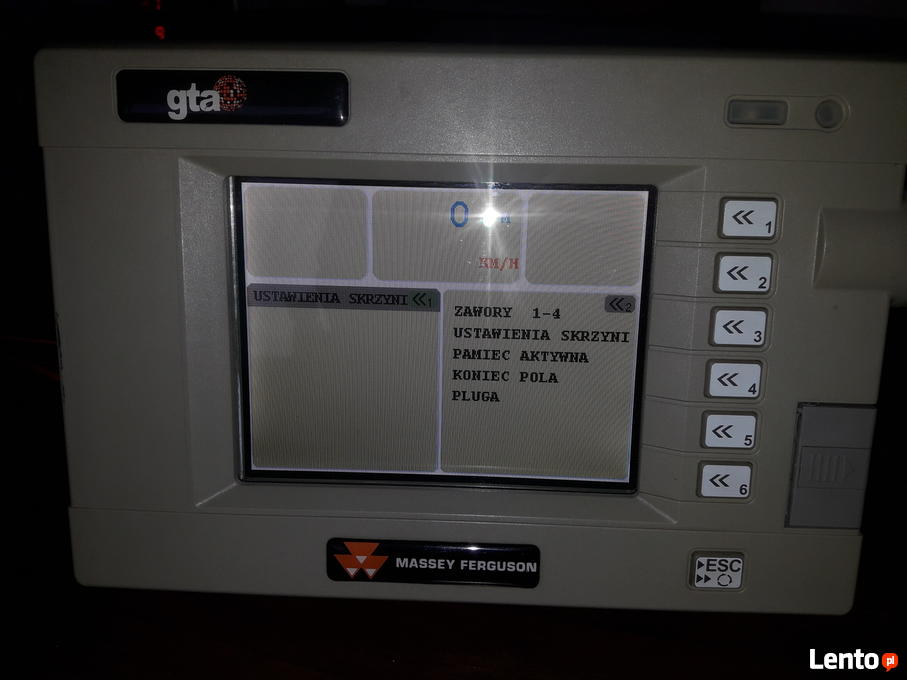 gta
0
KM/H
USTAWIENIA SKRZYNI «1
«2
ZAWORY 1-4
USTAWIENIA SKRZYNI
PAMIEC AKTYWNA
KONIEC POLA
PLUGA
« 1
« 2
« 3
« 4
« 5
« 6
MASSEY FERGUSON
ESC
Lento pl